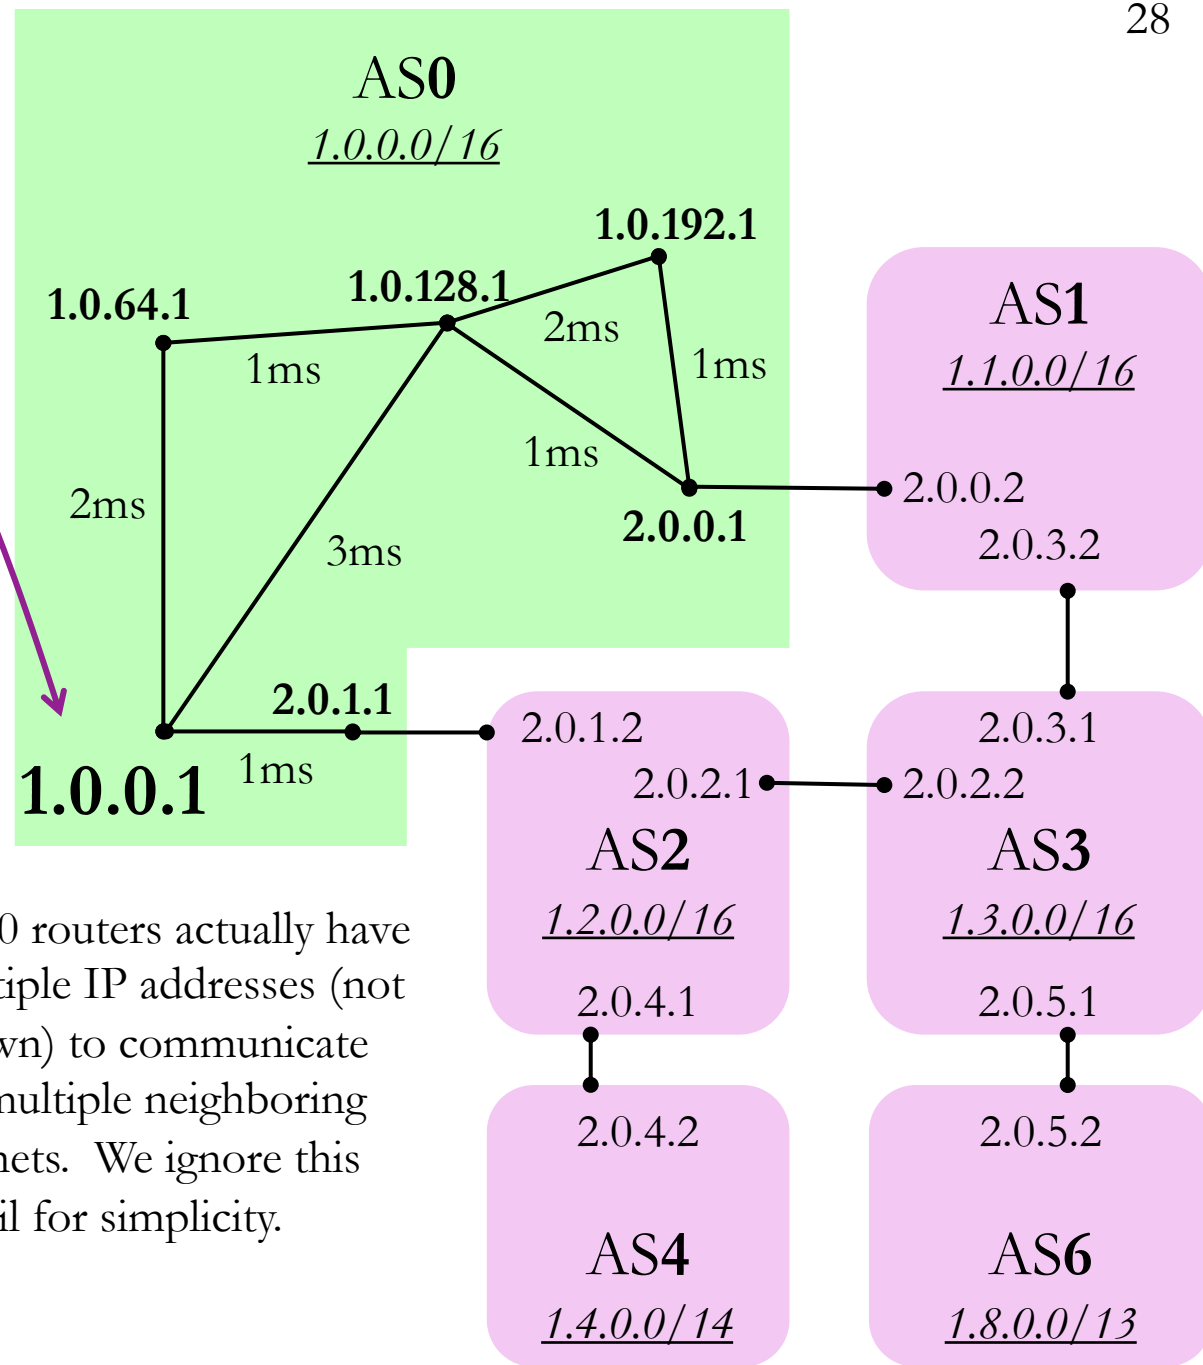 28
AS0
1.0.0.0/16
1.0.192.1
1.0.128.1
1.0.64.1
2ms
1ms
1ms
1ms
2ms
3ms
2.0.0.1
2.0.1.1
1ms
1.0.0.1
AS1
1.1.0.0/16
2.0.0.2
2.0.3.2
2.0.1.2
2.0.2.1
AS2
1.2.0.0/16
2.0.4.1
2.0.3.1
2.0.2.2
AS3
1.3.0.0/16
2.0.5.1
2.0.4.2
AS4
1.4.0.0/14
2.0.5.2
AS6
1.8.0.0/13
0 routers actually have
tiple IP addresses (not
wn) to communicate
multiple neighboring
nets. We ignore this
il for simplicity.